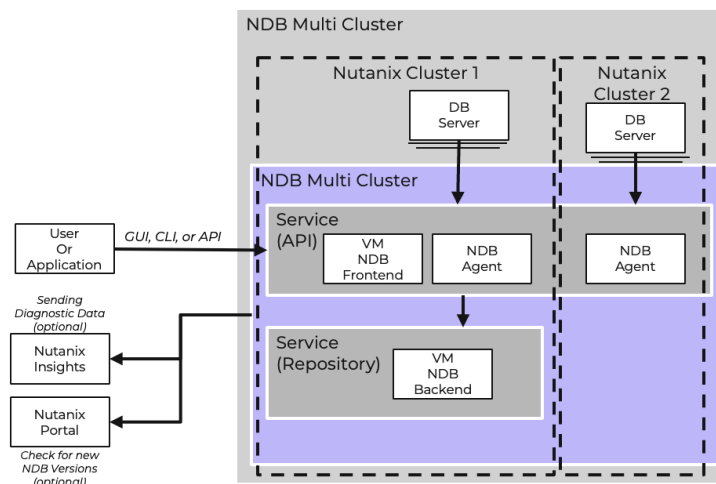 NDB Multi Cluster
Nutanix Cluster 1
Nutanix
Cluster 2
DB
Server
DB
Server
NDB Multi Cluster
User
Or
Application
GUI, CLI, or API
Service
(API)
VM
NDB
Frontend
NDB
Agent
NDB
Agent
Sending
Diagnostic Data
(optional)
Nutanix
Insights
Service
(Repository)
VM
NDB
Backend
Nutanix
Portal
Check for new
NDB Versions
(optional)